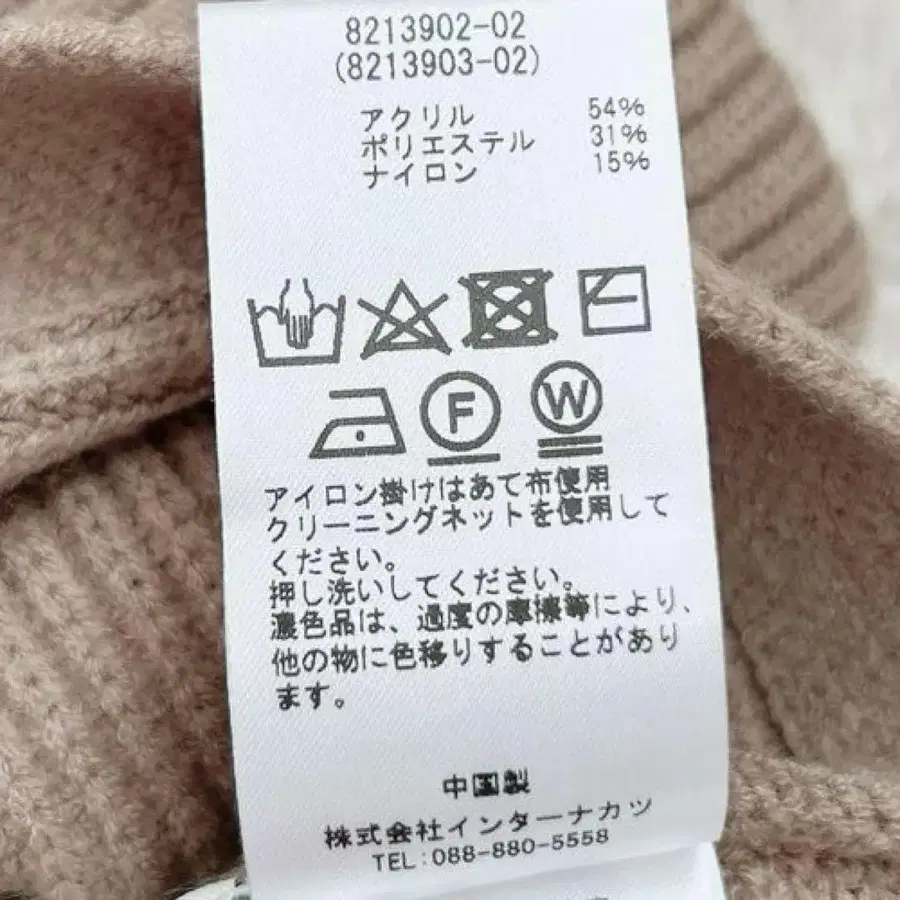 8213902-02
(8213903-02)
アクリル 54%
ポリエステル 31%
ナイロン 15%
F W
アイロン掛けはあて布使用
クリーニングネットを使用して
ください。
押し洗いしてください。
濃色品は、過度の摩擦等により、
他の物に色移りすることがあり
ます。
中国製
株式会社インターナカツ
TEL:088-880-5558